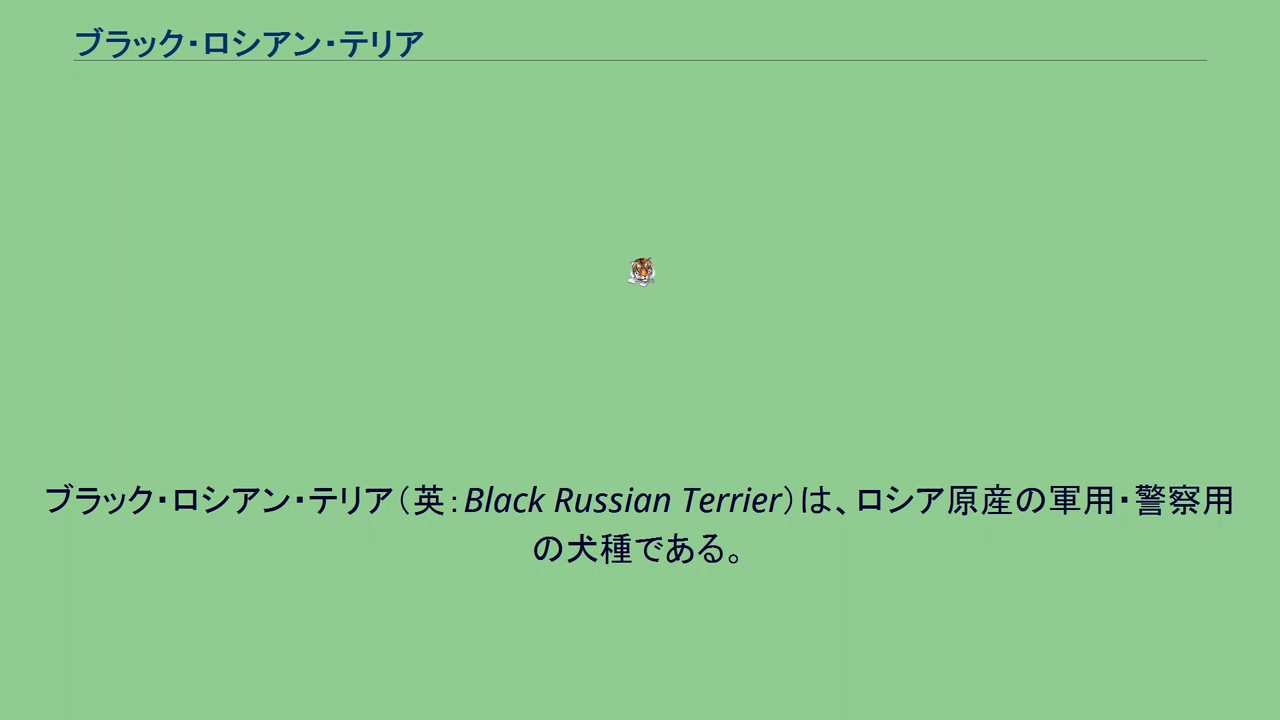 ブラック・ロシアン・テリア
ブラック・ロシアン・テリア（英：Black Russian Terrier）は、ロシア原産の軍用・警察用
の犬種である。